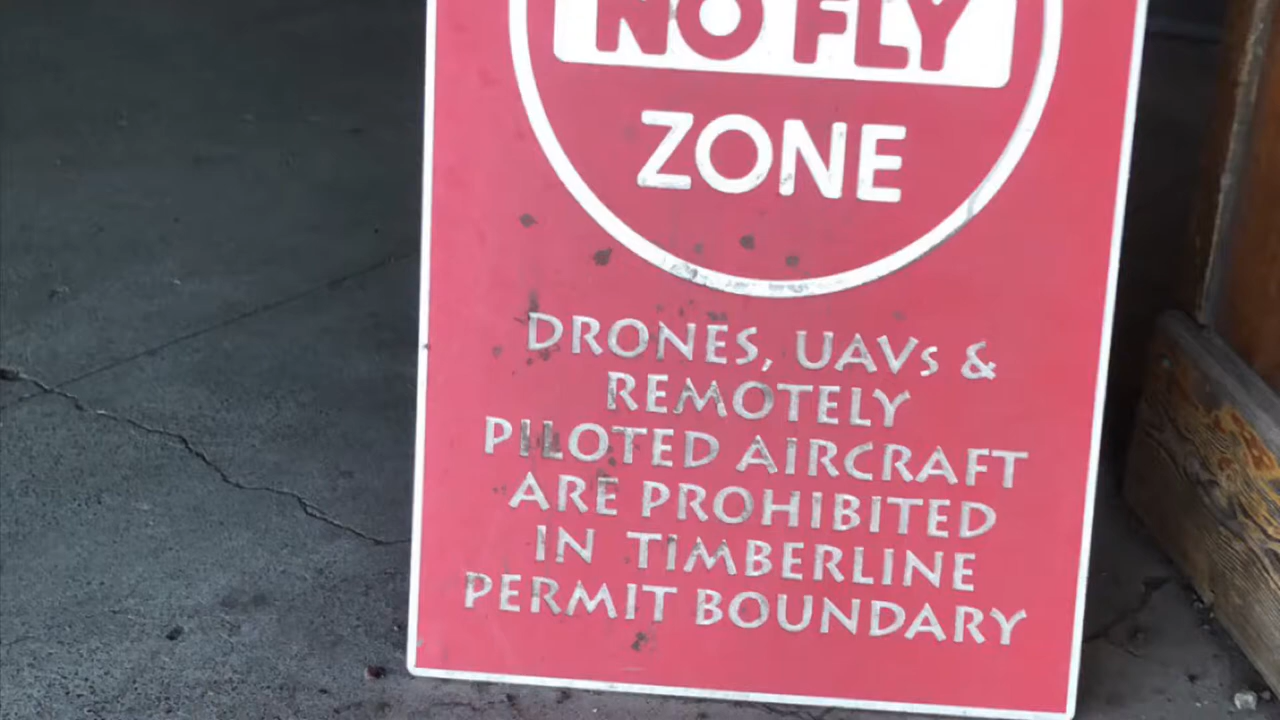 NO FLY
ZONE
DRONES, UAVs &
REMOTELY
PILOTED AIRCRAFT
ARE PROHIBITED
IN TIMBERLINE
PERMIT BOUNDARY